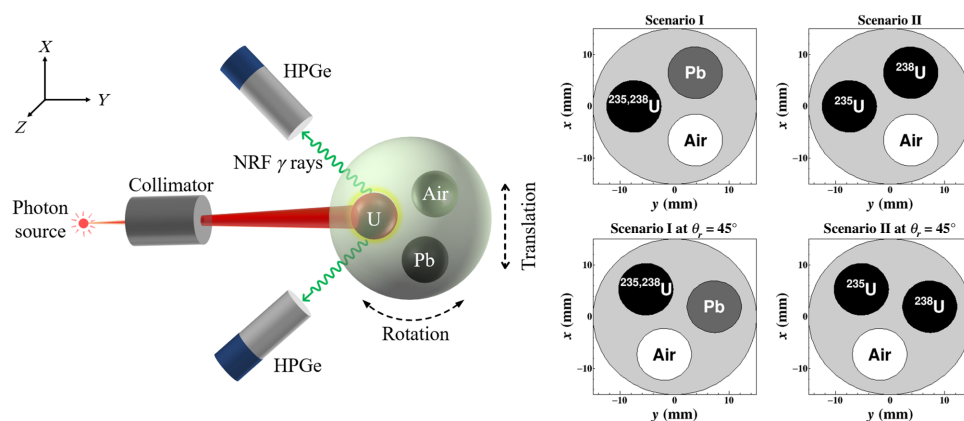 X
Y
Z
HPGe
NRF γ rays
Collimator
Photon
source
Air
U
Pb
Translation
Rotation
HPGe
Scenario I
x (mm)
10
0
−10
Pb
235,238U
Air
−10 0 10
y (mm)
Scenario II
x (mm)
10
0
−10
238U
235U
Air
−10 0 10
y (mm)
Scenario I at θr = 45°
x (mm)
10
0
−10
235,238U
Pb
Air
−10 0 10
y (mm)
Scenario II at θr = 45°
x (mm)
10
0
−10
235U
238U
Air
−10 0 10
y (mm)